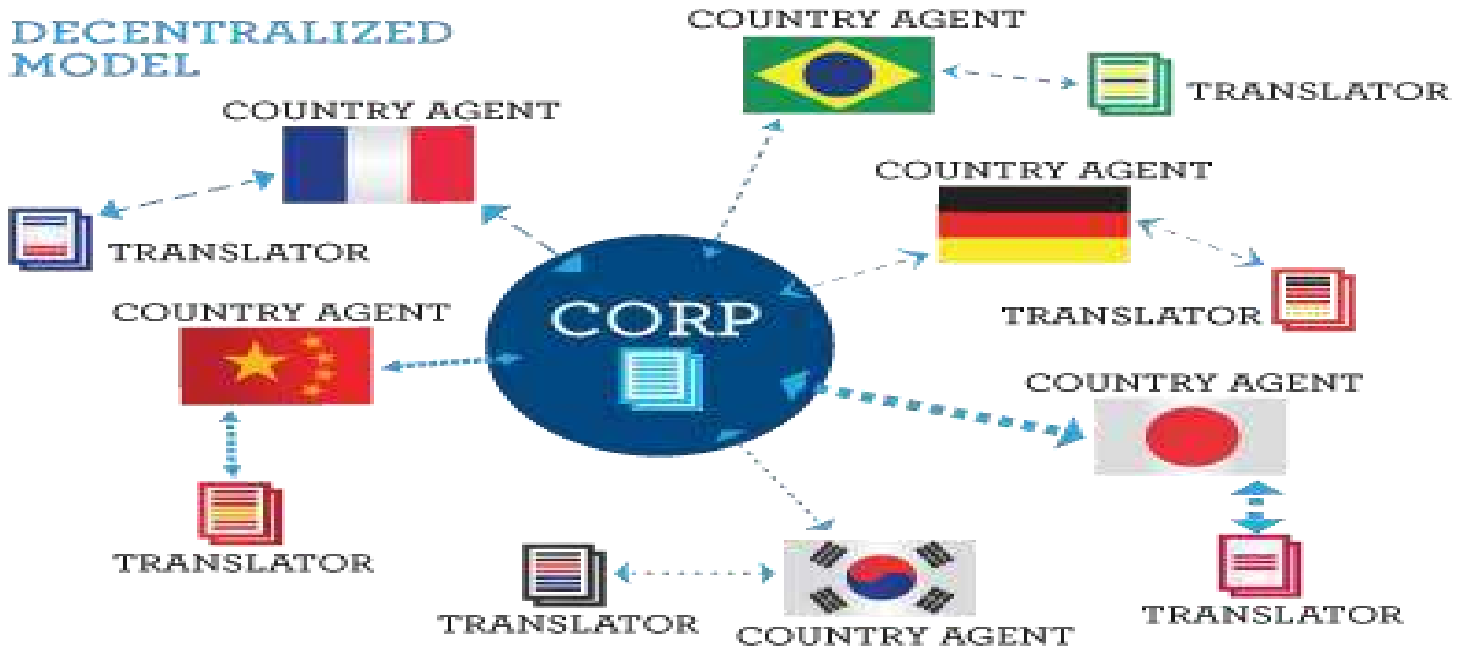 DECENTRALIZED
MODEL
COUNTRY AGENT
TRANSLATOR
COUNTRY AGENT
TRANSLATOR
COUNTRY AGENT
TRANSLATOR
CORP
COUNTRY AGENT
TRANSLATOR
COUNTRY AGENT
TRANSLATOR
TRANSLATOR
COUNTRY AGENT